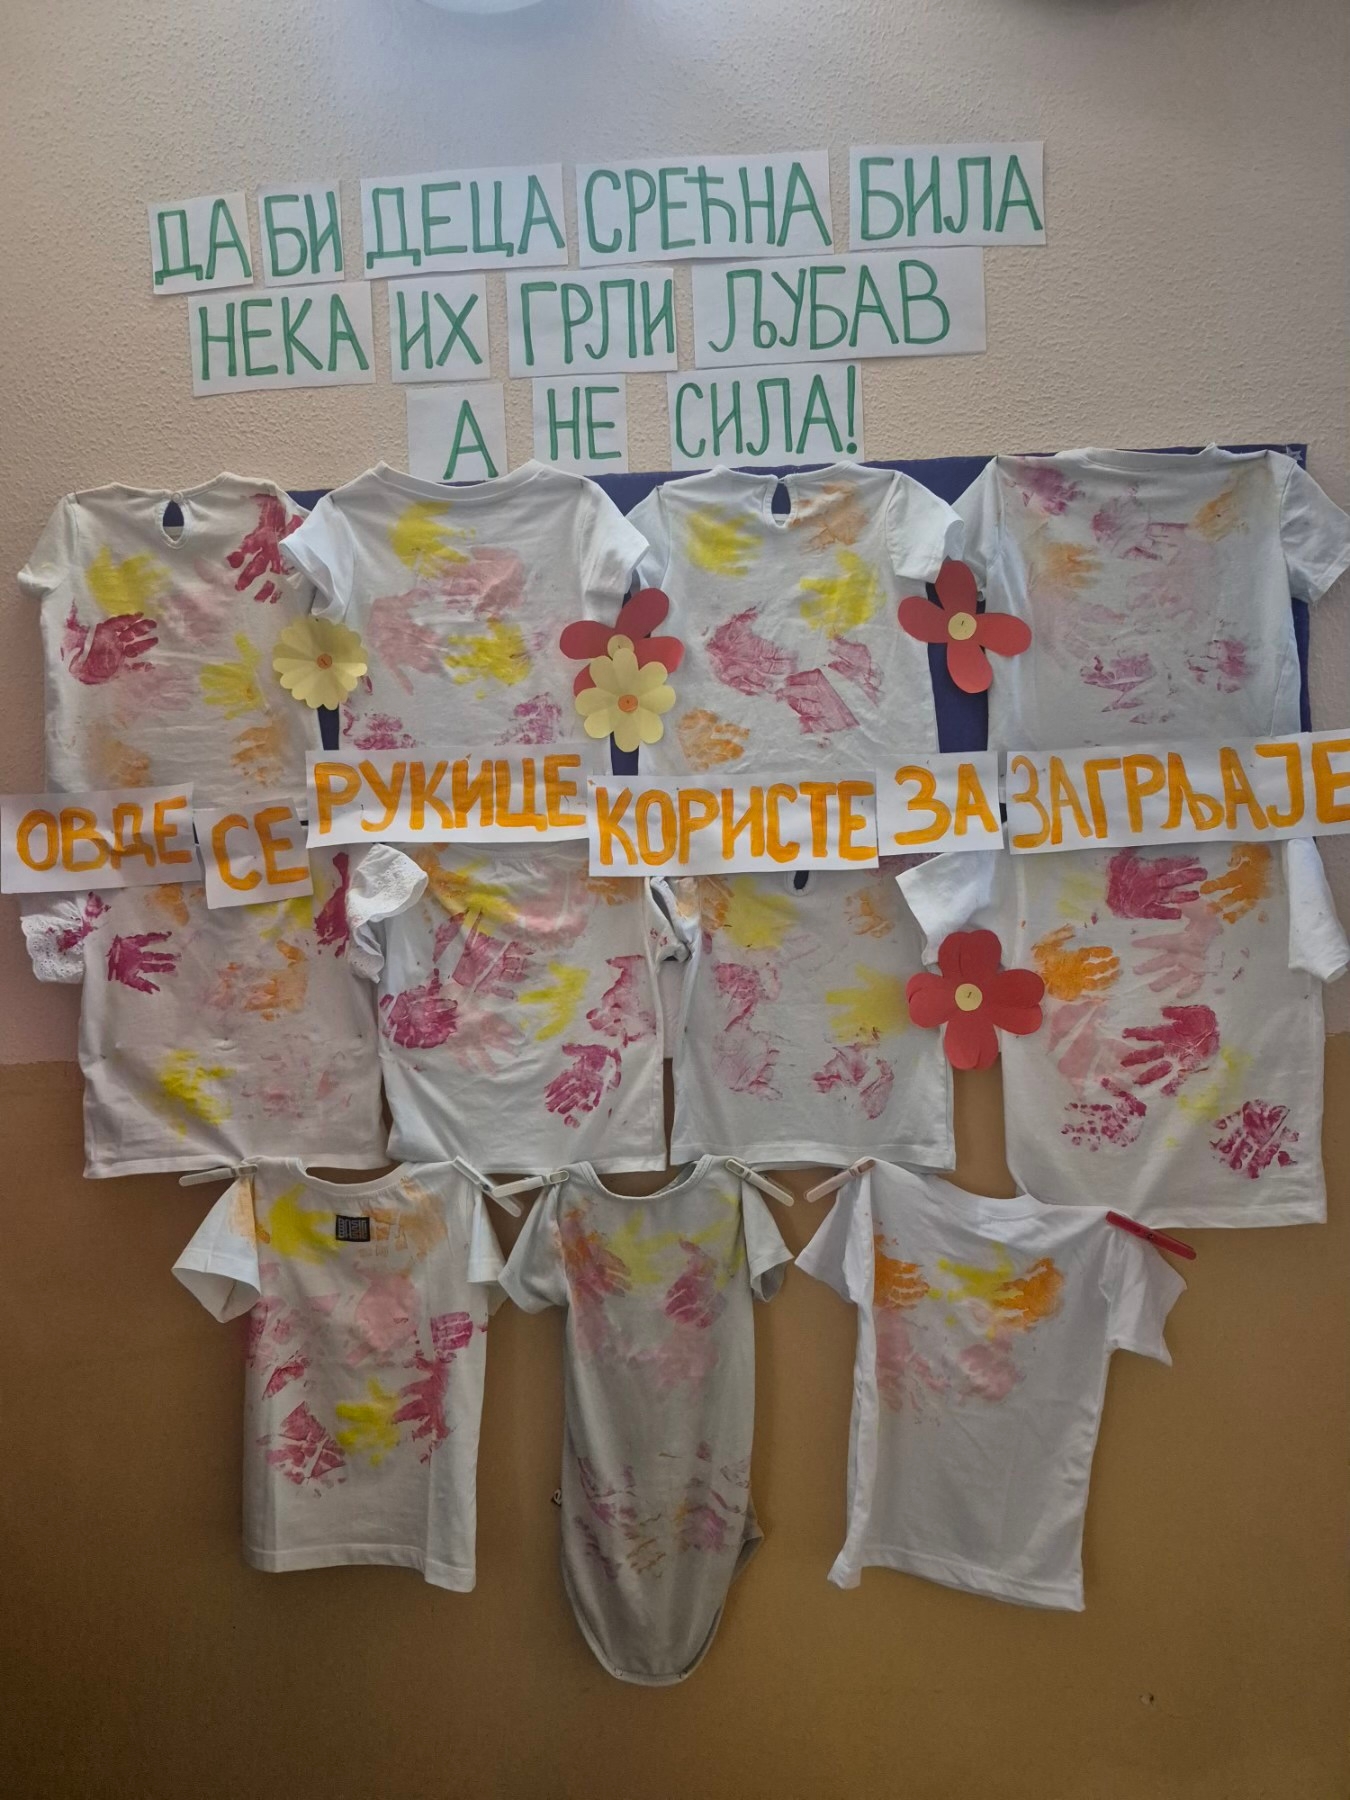 ДА БИ ДЕЦА СРЕЋНА БИЛА
НЕКА ИХ ГРЛИ ЉУБАВ
А НЕ СИЛА!
ОВДЕ СЕ РУКИЦЕ КОРИСТЕ ЗА ЗАГРЉАЈЕ